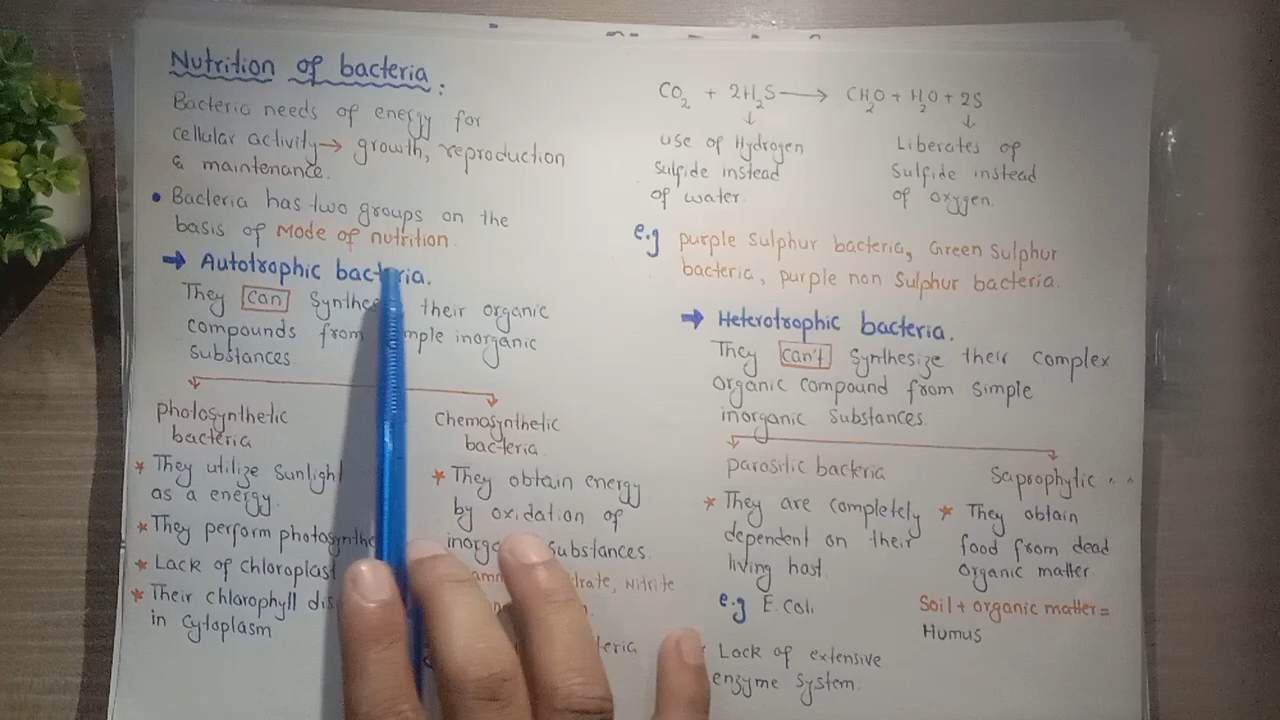 Nutrition of bacteria:
Bacteria needs of energy for
cellular activity → growth, reproduction
& maintenance.
• Bacteria has two groups on the
basis of Mode of nutrition.
→ Autotrophic bacteria.
They can their organic
compounds inorganic
substances
photosynthetic
bacteria
* They utilize sunlight
as a energy.
* They perform
* Lack of chloroplast
* Their chlorophyll
in cytoplasm
Chemosynthetic
bacteria.
* They obtain energy
by oxidation of
substances.
Nitrite
CO2 + 2H2S → CH2O + H2O + 2S
use of Hydrogen
Sulfide instead
of water.
Liberates of
Sulfide instead
of oxygen.
e.g purple sulphur bacteria, Green sulphur
bacteria, purple non sulphur bacteria.
→ Heterotrophic bacteria.
They can't synthesize their complex
organic compound from simple
inorganic substances.
parasitic bacteria
* They are completely
dependent on their
living host.
e.g E.Coli
Lack of extensive
enzyme system.
Saprophytic " "
* They obtain
food from dead
organic matter.
Soil + organic matter =
Humus